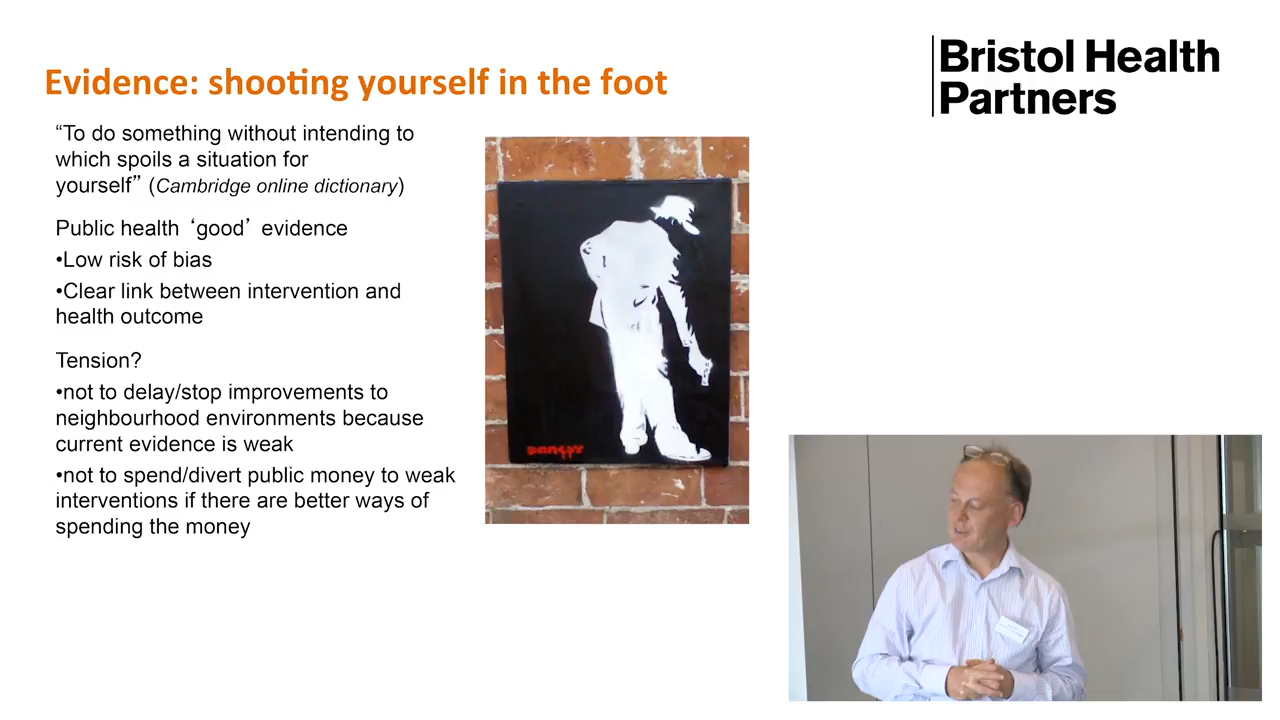 Evidence: shooting yourself in the foot
Bristol Health
Partners
“To do something without intending to
which spoils a situation for
yourself” (Cambridge online dictionary)
Public health ‘good’ evidence
•Low risk of bias
•Clear link between intervention and
health outcome
Tension?
•not to delay/stop improvements to
neighbourhood environments because
current evidence is weak
•not to spend/divert public money to weak
interventions if there are better ways of
spending the money